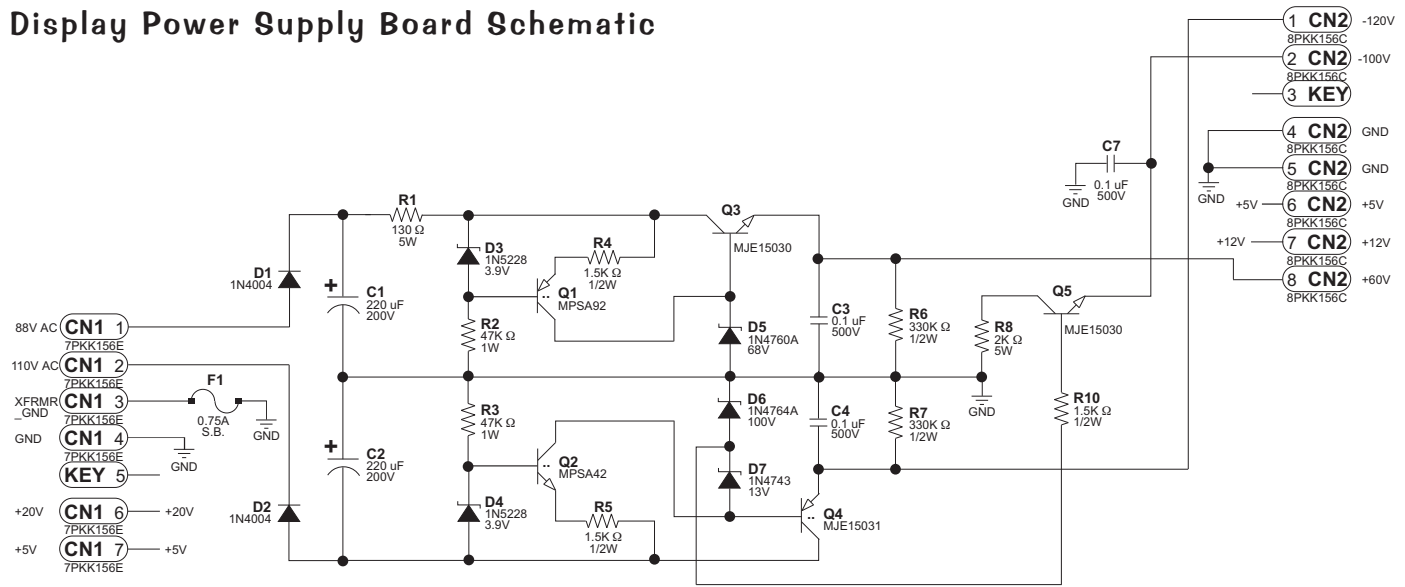 Display Power Supply Board Schematic
1 CN2 -120V
8PKK156C
2 CN2 -100V
8PKK156C
3 KEY
4 CN2 GND
8PKK156C
5 CN2 GND
8PKK156C
GND
+5V 6 CN2 +5V
8PKK156C
+12V 7 CN2 +12V
8PKK156C
8 CN2 +60V
8PKK156C
C7
0.1 uF
500V
GND
R1
130 Ω
5W
D3
1N5228
3.9V
R4
1.5K Ω
1/2W
Q3
MJE15030
D1
1N4004
+
C1
220 uF
200V
Q1
MPSA92
R2
47K Ω
1W
D5
1N4760A
68V
C3
0.1 uF
500V
R6
330K Ω
1/2W
R8
2K Ω
5W
Q5
MJE15030
88V AC CN1 1
7PKK156E
110V AC CN1 2
7PKK156E
XFRMR
_GND
CN1 3
7PKK156E
F1
0.75A
S.B.
GND
GND CN1 4
7PKK156E
GND
KEY 5
+20V CN1 6 +20V
7PKK156E
+5V CN1 7 +5V
7PKK156E
D2
1N4004
+
C2
220 uF
200V
R3
47K Ω
1W
Q2
MPSA42
D4
1N5228
3.9V
R5
1.5K Ω
1/2W
D6
1N4764A
100V
D7
1N4743
13V
C4
0.1 uF
500V
R7
330K Ω
1/2W
GND
R10
1.5K Ω
1/2W
Q4
MJE15031